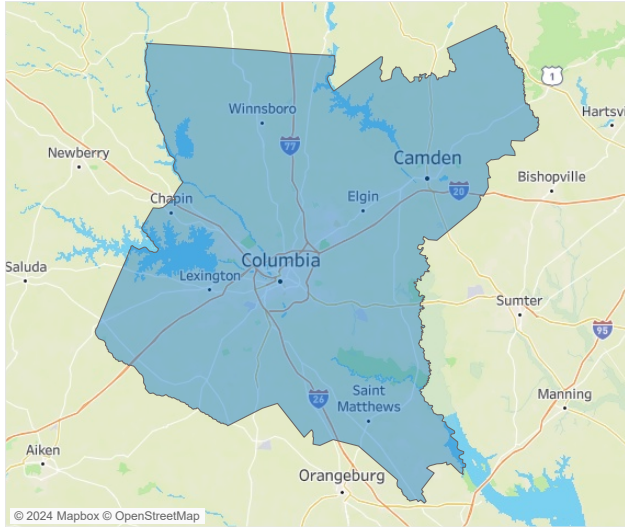 1
Hartsvi
Winnsboro
77
Newberry
Camden
Bishopville
20
Elgin
Chapin
Columbia
Saluda
Lexington
Sumter
95
26
Saint
Matthews
Manning
Aiken
Orangeburg
© 2024 Mapbox © OpenStreetMap